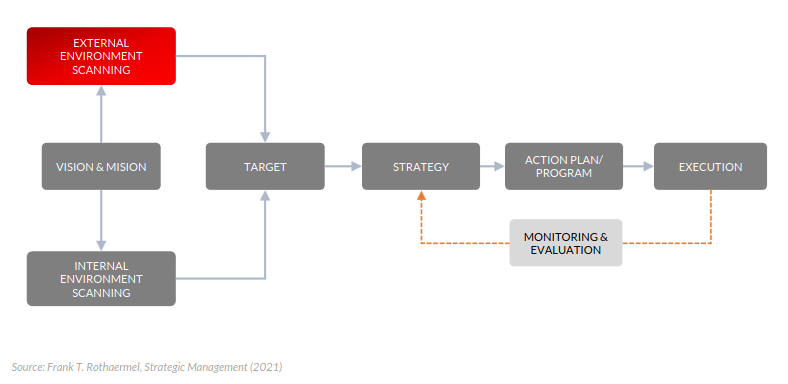 EXTERNAL
ENVIRONMENT
SCANNING
VISION & MISION
TARGET
STRATEGY
ACTION PLAN/
PROGRAM
EXECUTION
MONITORING &
EVALUATION
INTERNAL
ENVIRONMENT
SCANNING
Source: Frank T. Rothaermel, Strategic Management (2021)